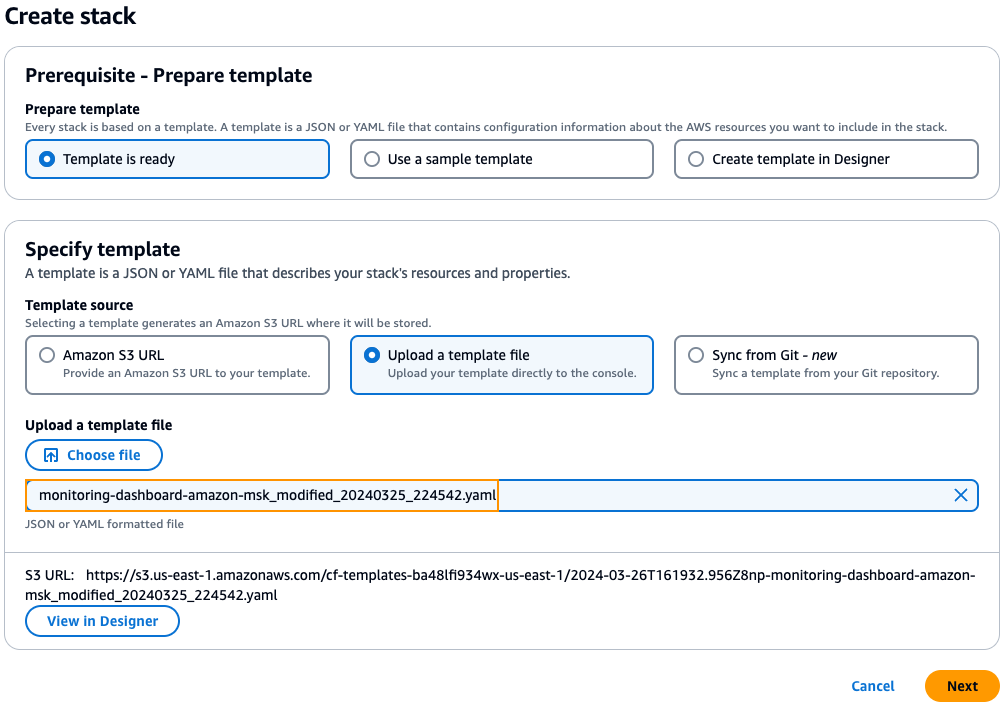 Create stack
Prerequisite - Prepare template
Prepare template
Every stack is based on a template. A template is a JSON or YAML file that contains configuration information about the AWS resources you want to include in the stack.
Template is ready
Use a sample template
Create template in Designer
Specify template
A template is a JSON or YAML file that describes your stack's resources and properties.
Template source
Selecting a template generates an Amazon S3 URL where it will be stored.
Amazon S3 URL
Provide an Amazon S3 URL to your template.
Upload a template file
Upload your template directly to the console.
Sync from Git - new
Sync a template from your Git repository.
Upload a template file
Choose file
monitoring-dashboard-amazon-msk_modified_20240325_224542.yaml
JSON or YAML formatted file
S3 URL: https://s3.us-east-1.amazonaws.com/cf-templates-ba48lfi934wx-us-east-1/2024-03-26T161932.956Z8np-monitoring-dashboard-amazon-
msk_modified_20240325_224542.yaml
View in Designer
Cancel
Next